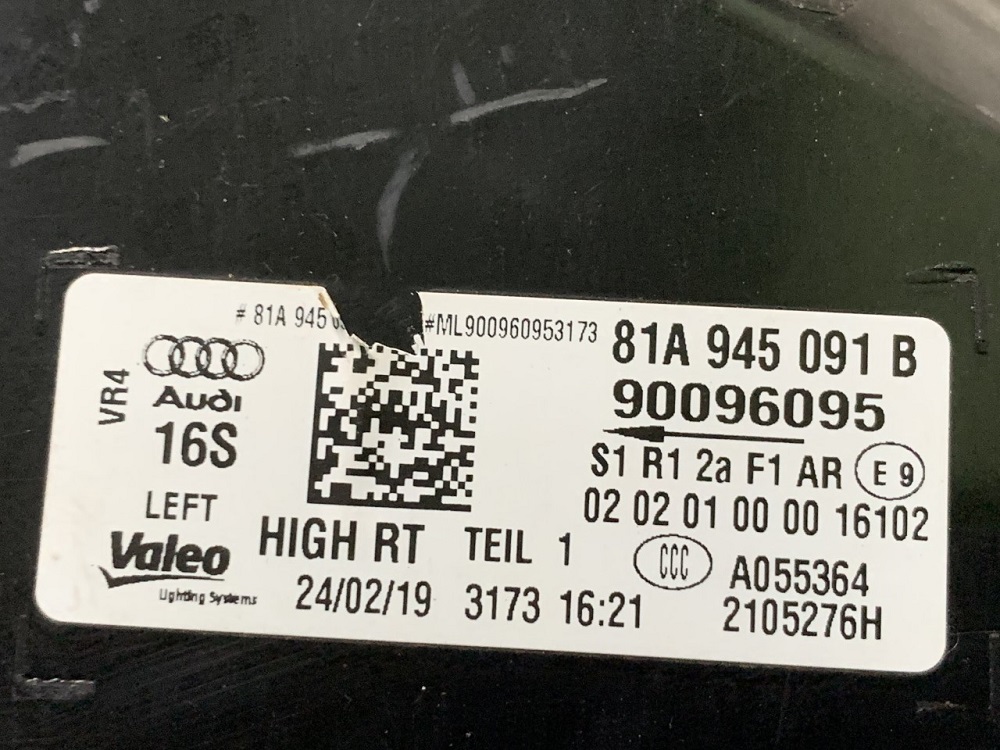 # 81A 945 #ML900960953173
81A 945 091 B
90096095
VR4
Audi
16S
S1 R1 2a F1 AR E 9
02 02 01 00 00 16102
LEFT
HIGH RT TEIL 1
CCC A055364
Valeo
Lighting Systems
24/02/19 3173 16:21
2105276H